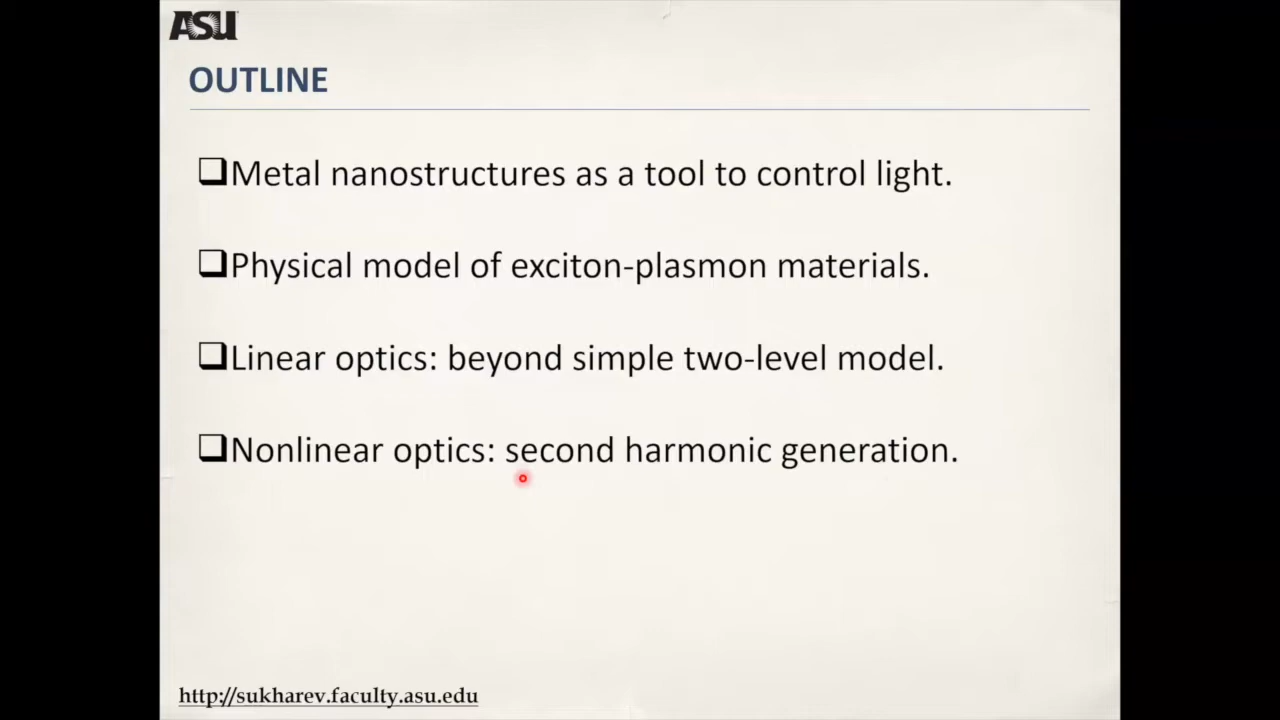 ASU
OUTLINE
❑Metal nanostructures as a tool to control light.
❑Physical model of exciton-plasmon materials.
❑Linear optics: beyond simple two-level model.
❑Nonlinear optics: second harmonic generation.
http://sukharev.faculty.asu.edu